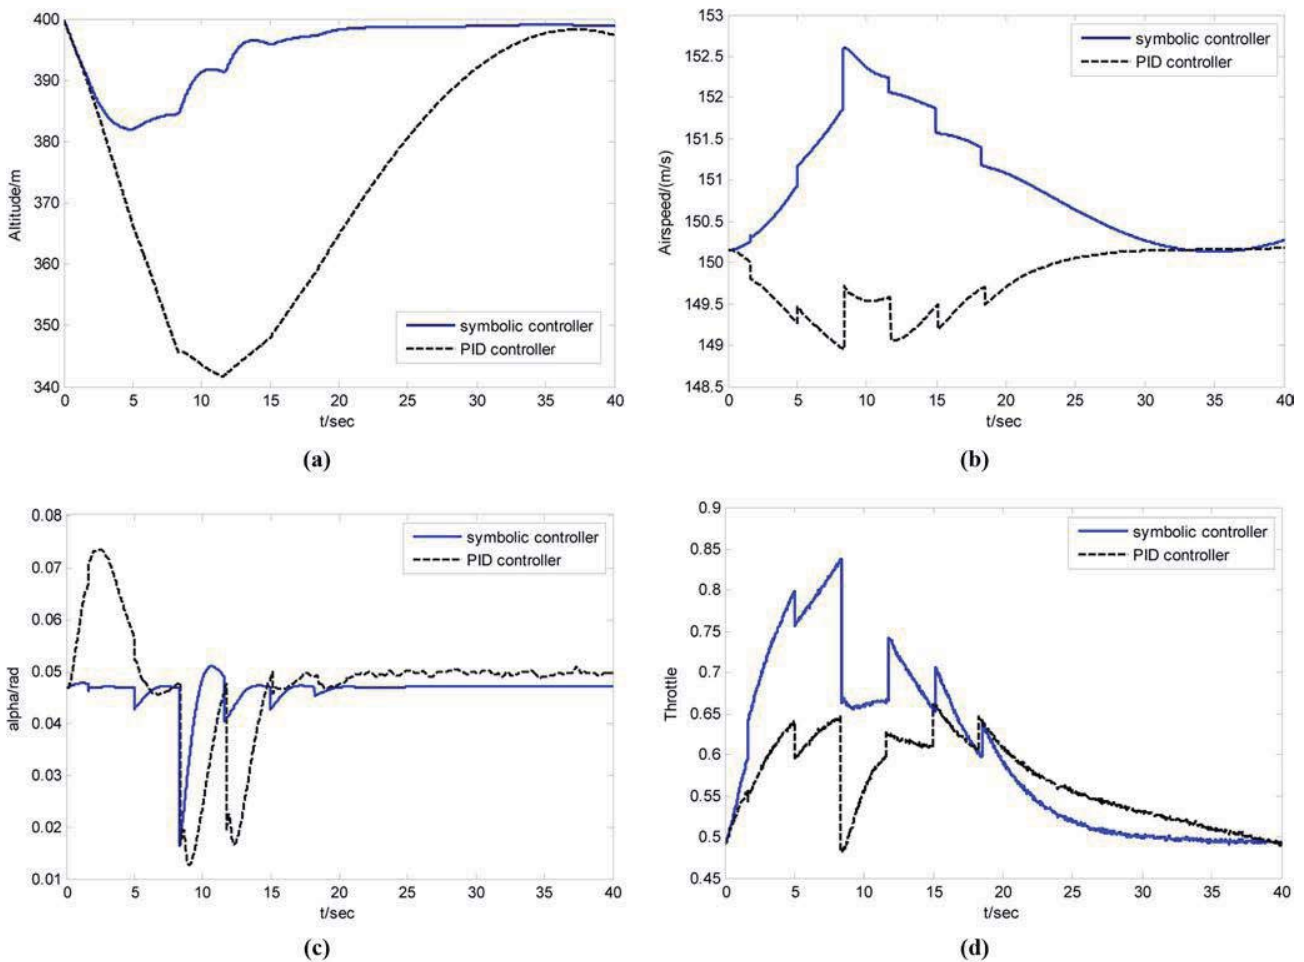 400
390
380
370
360
350
340
Altitude/m
symbolic controller
PID controller
0 5 10 15 20 25 30 35 40
t/sec
(a)
153
152.5
152
151.5
151
150.5
150
149.5
149
148.5
Airspeed/(m/s)
symbolic controller
PID controller
0 5 10 15 20 25 30 35 40
t/sec
(b)
0.08
0.07
0.06
0.05
0.04
0.03
0.02
0.01
alpha/rad
symbolic controller
PID controller
0 5 10 15 20 25 30 35 40
t/sec
(c)
0.9
0.85
0.8
0.75
0.7
0.65
0.6
0.55
0.5
0.45
Throttle
symbolic controller
PID controller
0 5 10 15 20 25 30 35 40
t/sec
(d)